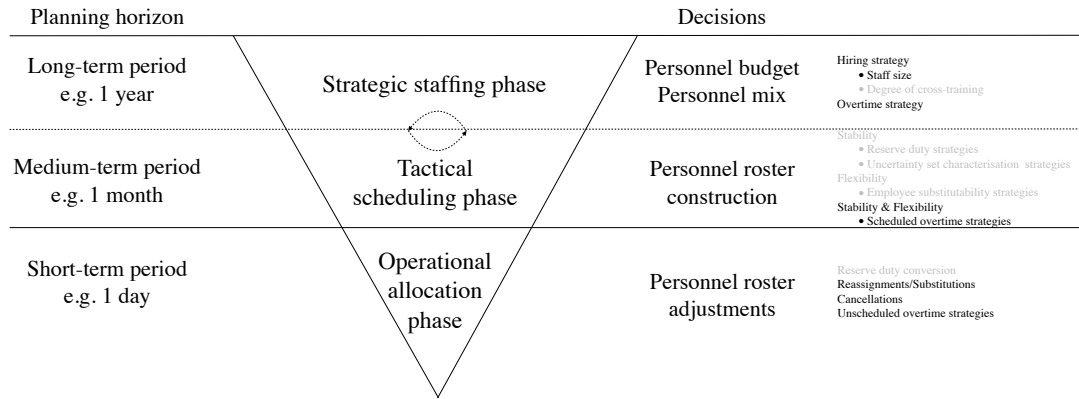 Planning horizon
Decisions
Long-term period
e.g. 1 year
Strategic staffing phase
Personnel budget
Personnel mix
Hiring strategy
• Staff size
• Degree of cross-training
Overtime strategy
Medium-term period
e.g. 1 month
Tactical
scheduling phase
Personnel roster
construction
Stability
• Reserve duty strategies
• Uncertainty set characterisation strategies
Flexibility
• Employee substitutability strategies
Stability & Flexibility
• Scheduled overtime strategies
Short-term period
e.g. 1 day
Operational
allocation
phase
Personnel roster
adjustments
Reserve duty conversion
Reassignments/Substitutions
Cancellations
Unscheduled overtime strategies